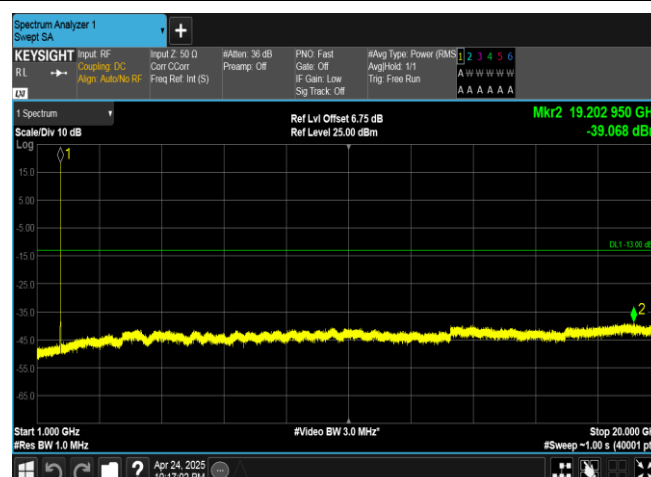 Spectrum Analyzer 1
Swept SA
+
KEYSIGHT
RL
LXI
Input: RF
Coupling: DC
Align: Auto/No RF
Input Z: 50 Ω
Corr CCorr
Freq Ref: Int (S)
#Atten: 36 dB
Preamp: Off
PNO: Fast
Gate: Off
IF Gain: Low
Sig Track: Off
#Avg Type: Power (RMS
Avg|Hold: 1/1
Trig: Free Run
1 2 3 4 5 6
A W W W W W
A A A A A A
1 Spectrum
Scale/Div 10 dB
Ref Lvl Offset 6.75 dB
Ref Level 25.00 dBm
Mkr2 19.202 950 GH
-39.068 dB
Log
1
15.0
5.00
-5.00
DL1 -13.00 d
-15.0
-25.0
2
-35.0
-45.0
-55.0
-65.0
Start 1.000 GHz
#Video BW 3.0 MHz*
Stop 20.000 G
#Res BW 1.0 MHz
#Sweep ~1.00 s (40001 pt
?
Apr 24, 2025